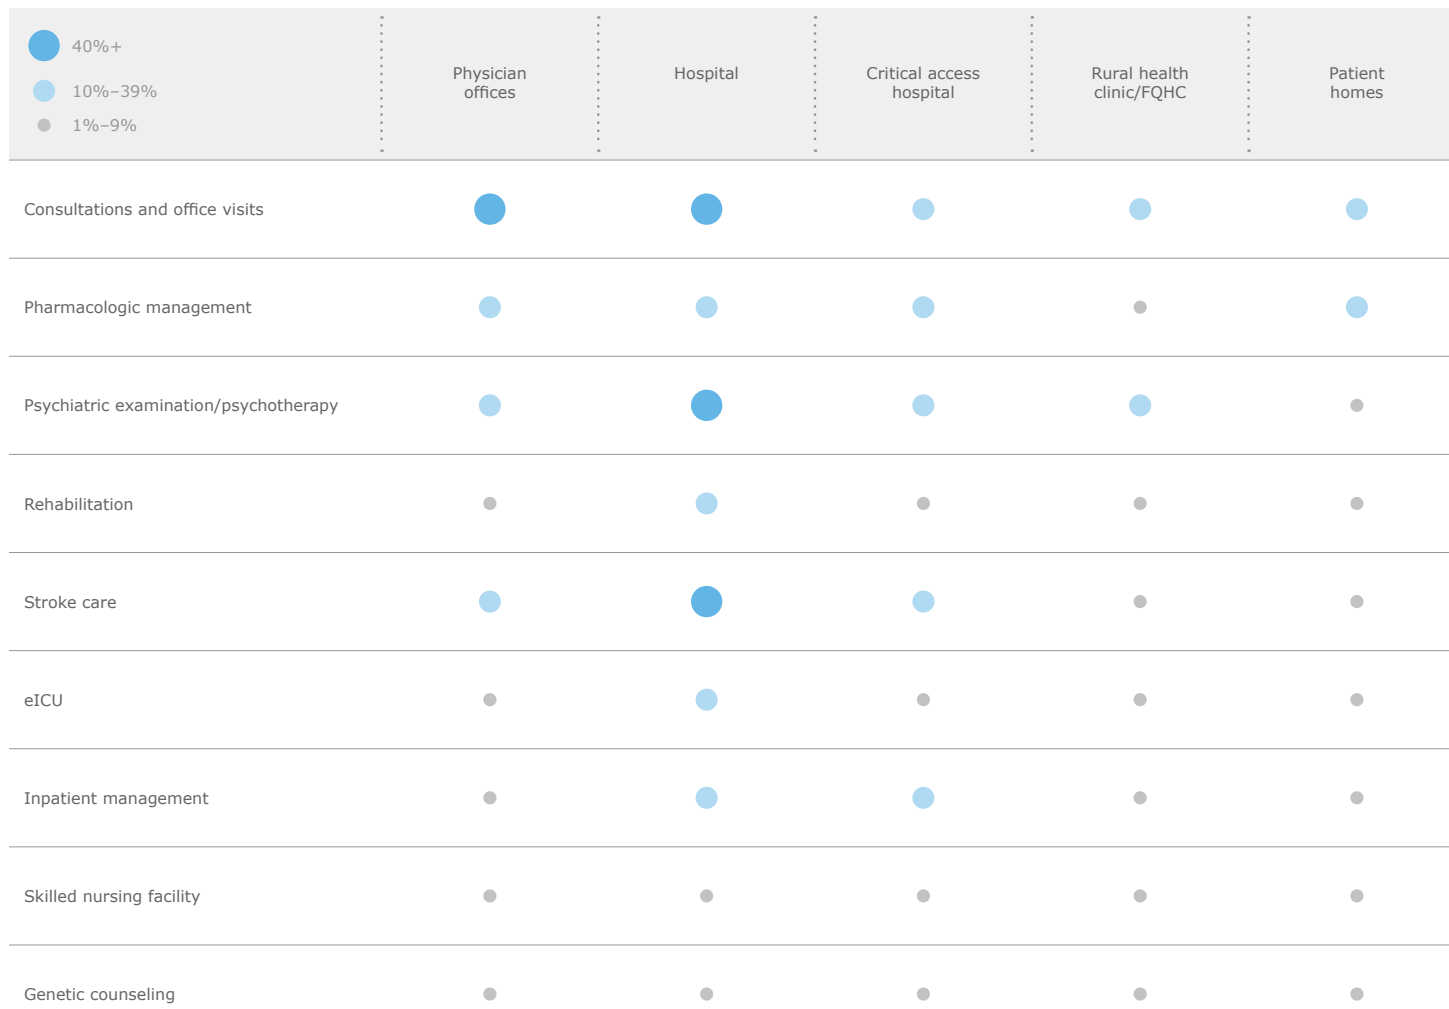 40%+
10%–39%
1%–9%
Physician
offices
Hospital
Critical access
hospital
Rural health
clinic/FQHC
Patient
homes
Consultations and office visits
Pharmacologic management
Psychiatric examination/psychotherapy
Rehabilitation
Stroke care
eICU
Inpatient management
Skilled nursing facility
Genetic counseling